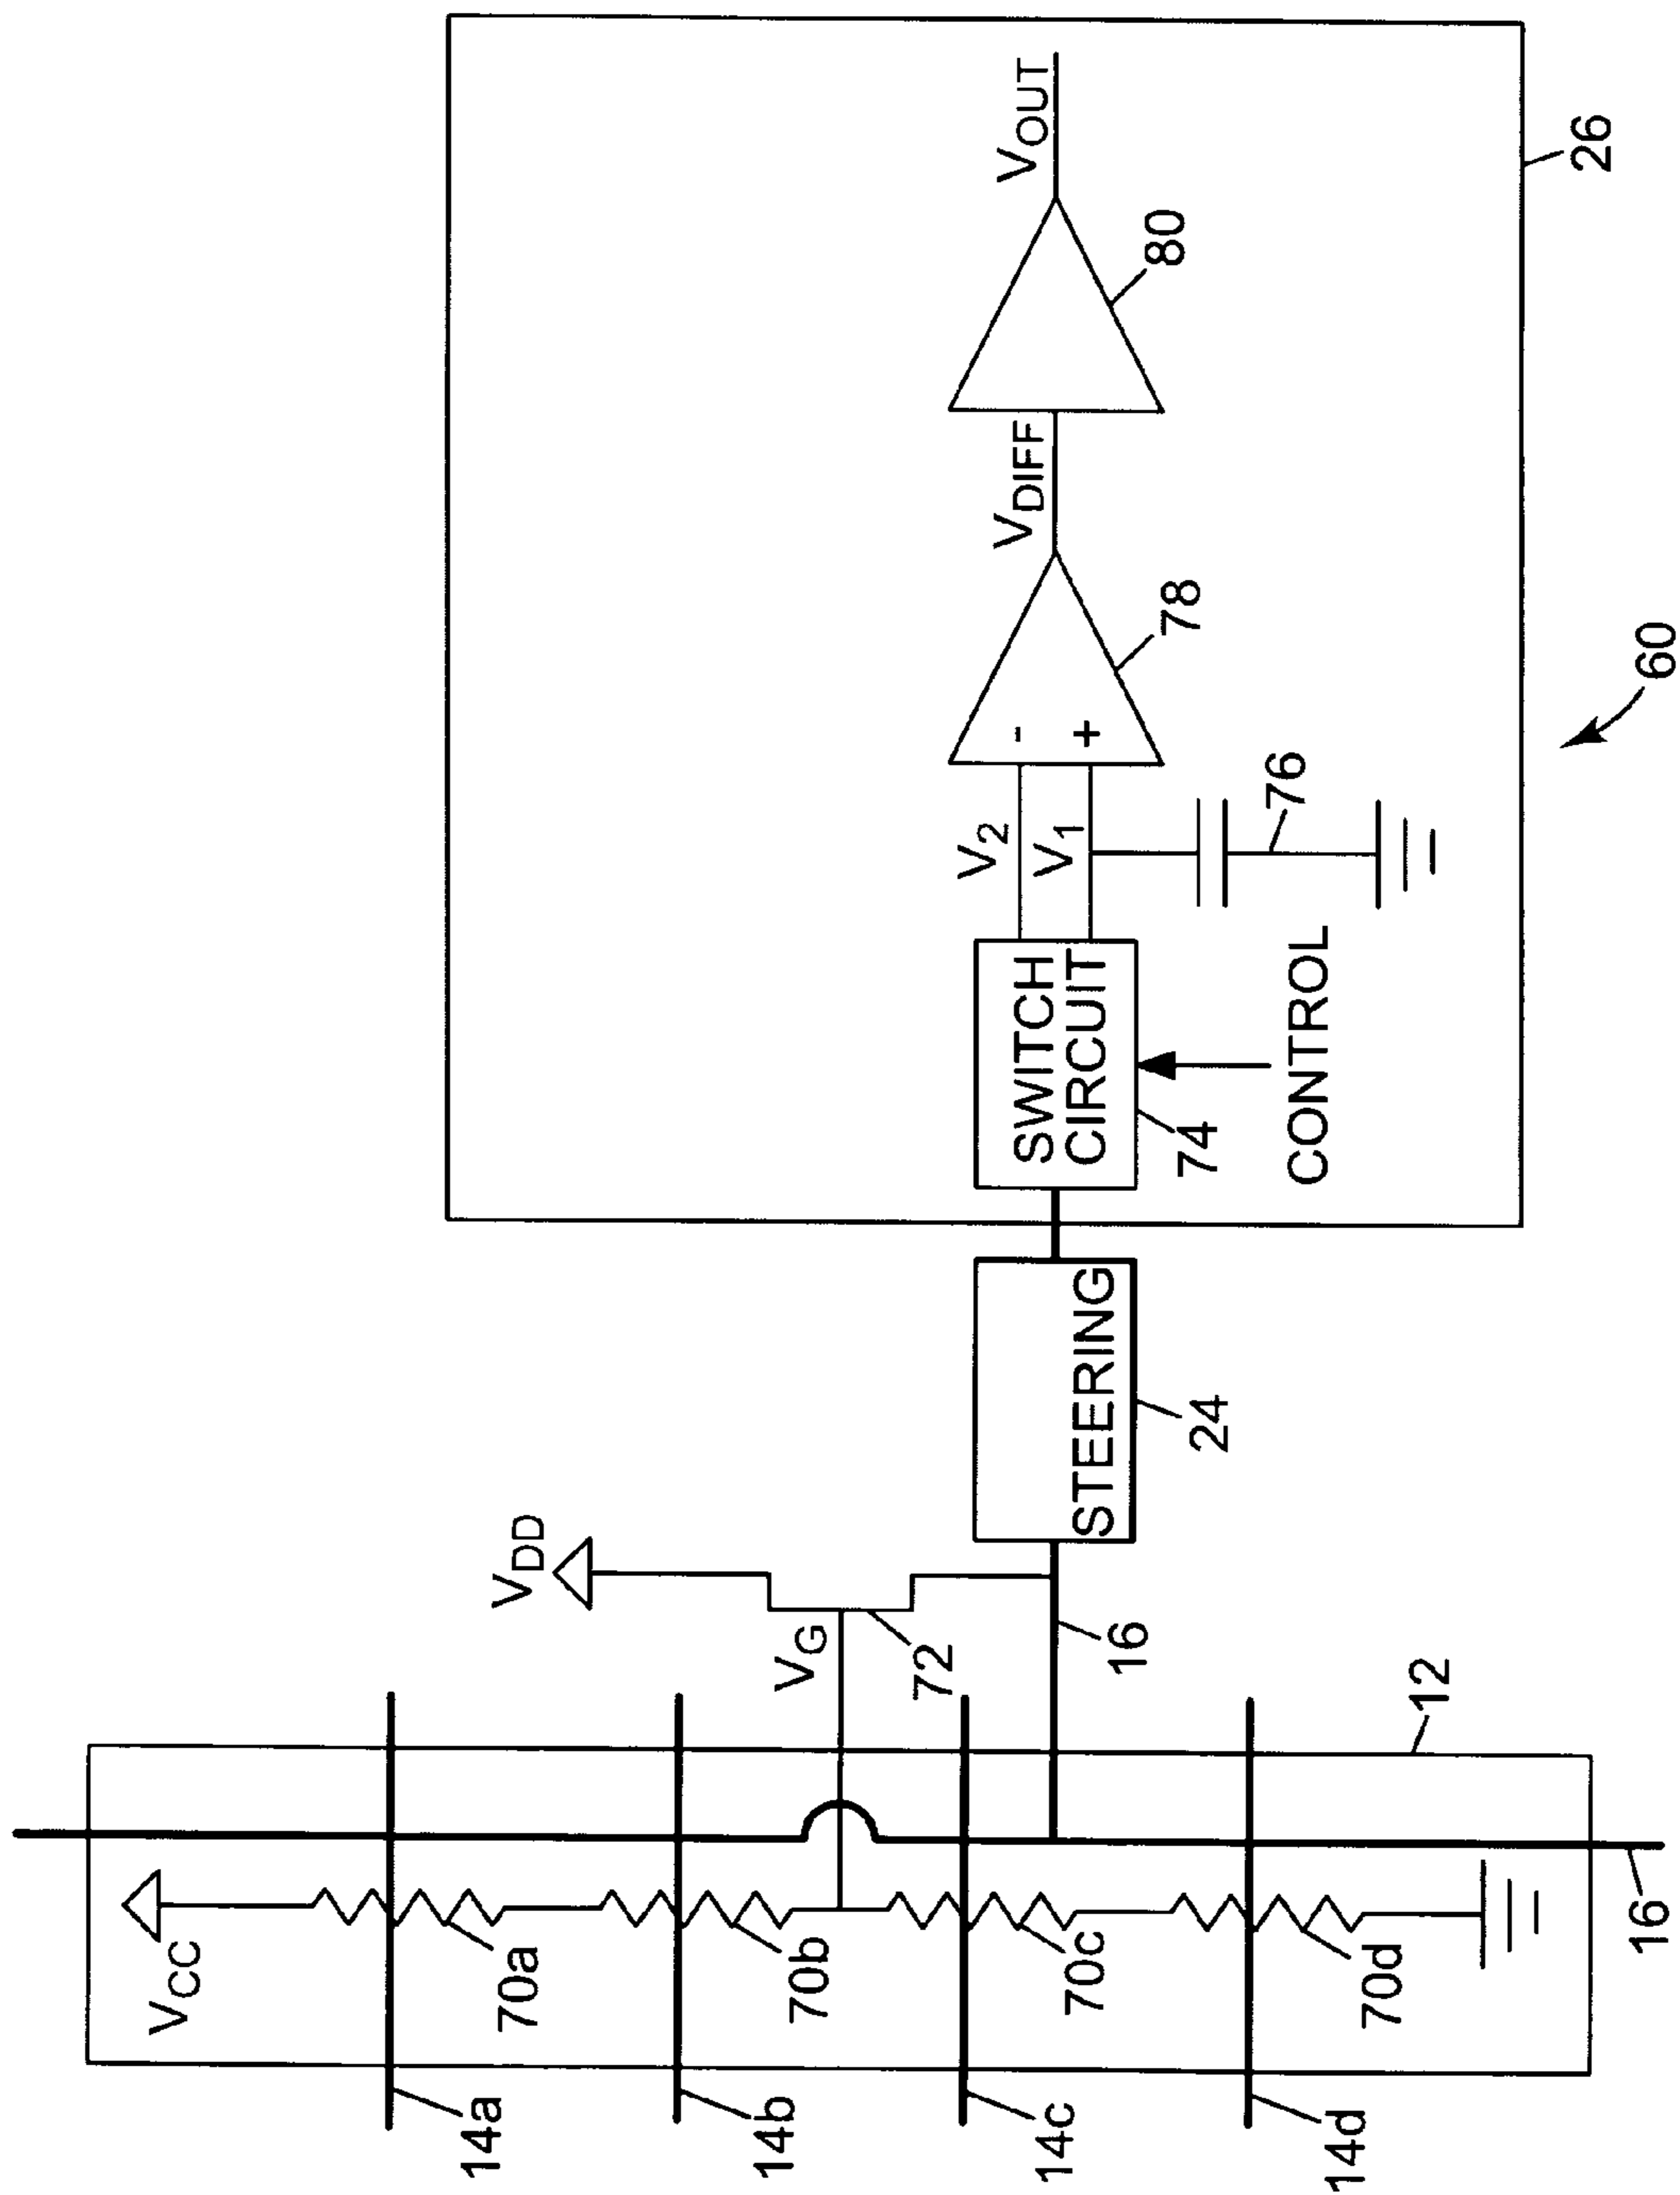 V_CC
14a
70a
14b
70b
14c
70c
14d
70d
16
12
V_DD
V_G
72
16
STEERING
24
SWITCH
CIRCUIT
74
CONTROL
V_2
V_1
76
-
+
78
V_DIFF
80
V_OUT
26
60